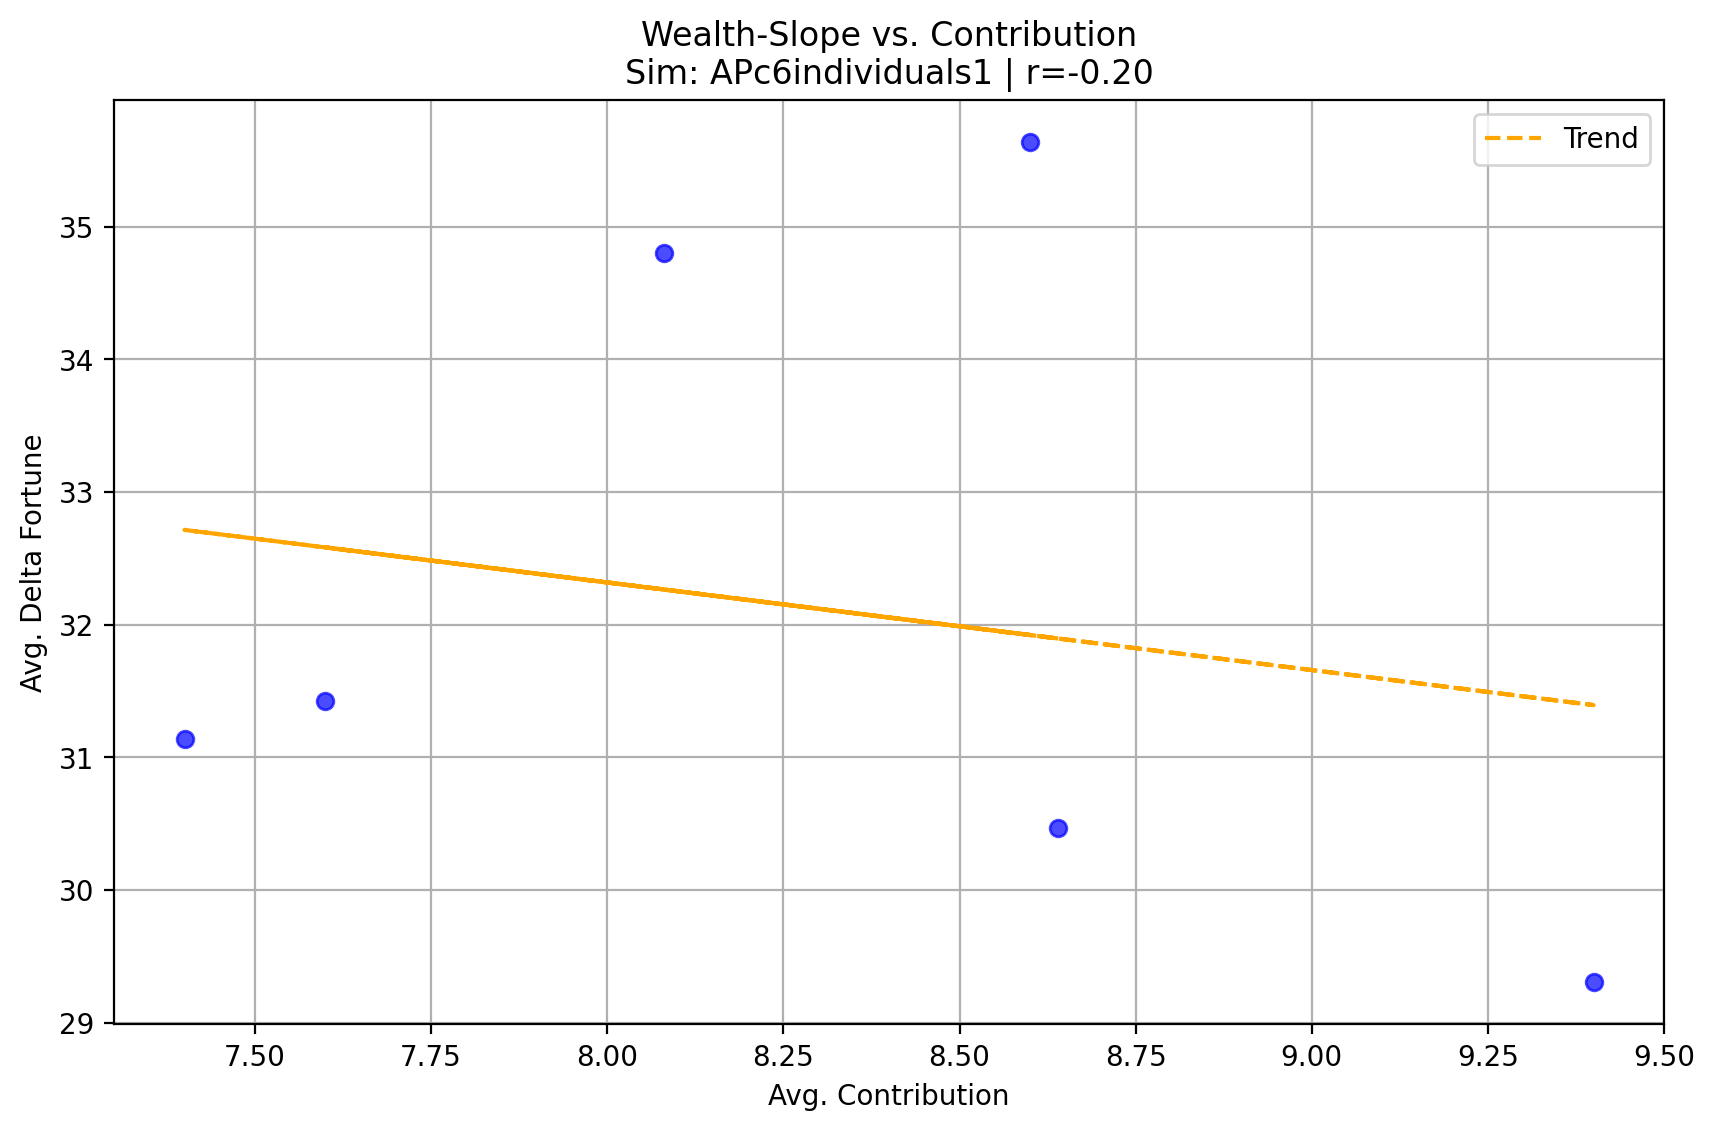 Wealth-Slope vs. Contribution
Sim: APc6individuals1 | r=-0.20
Trend
35
34
33
32
31
30
29
Avg. Delta Fortune
7.50 7.75 8.00 8.25 8.50 8.75 9.00 9.25 9.50
Avg. Contribution